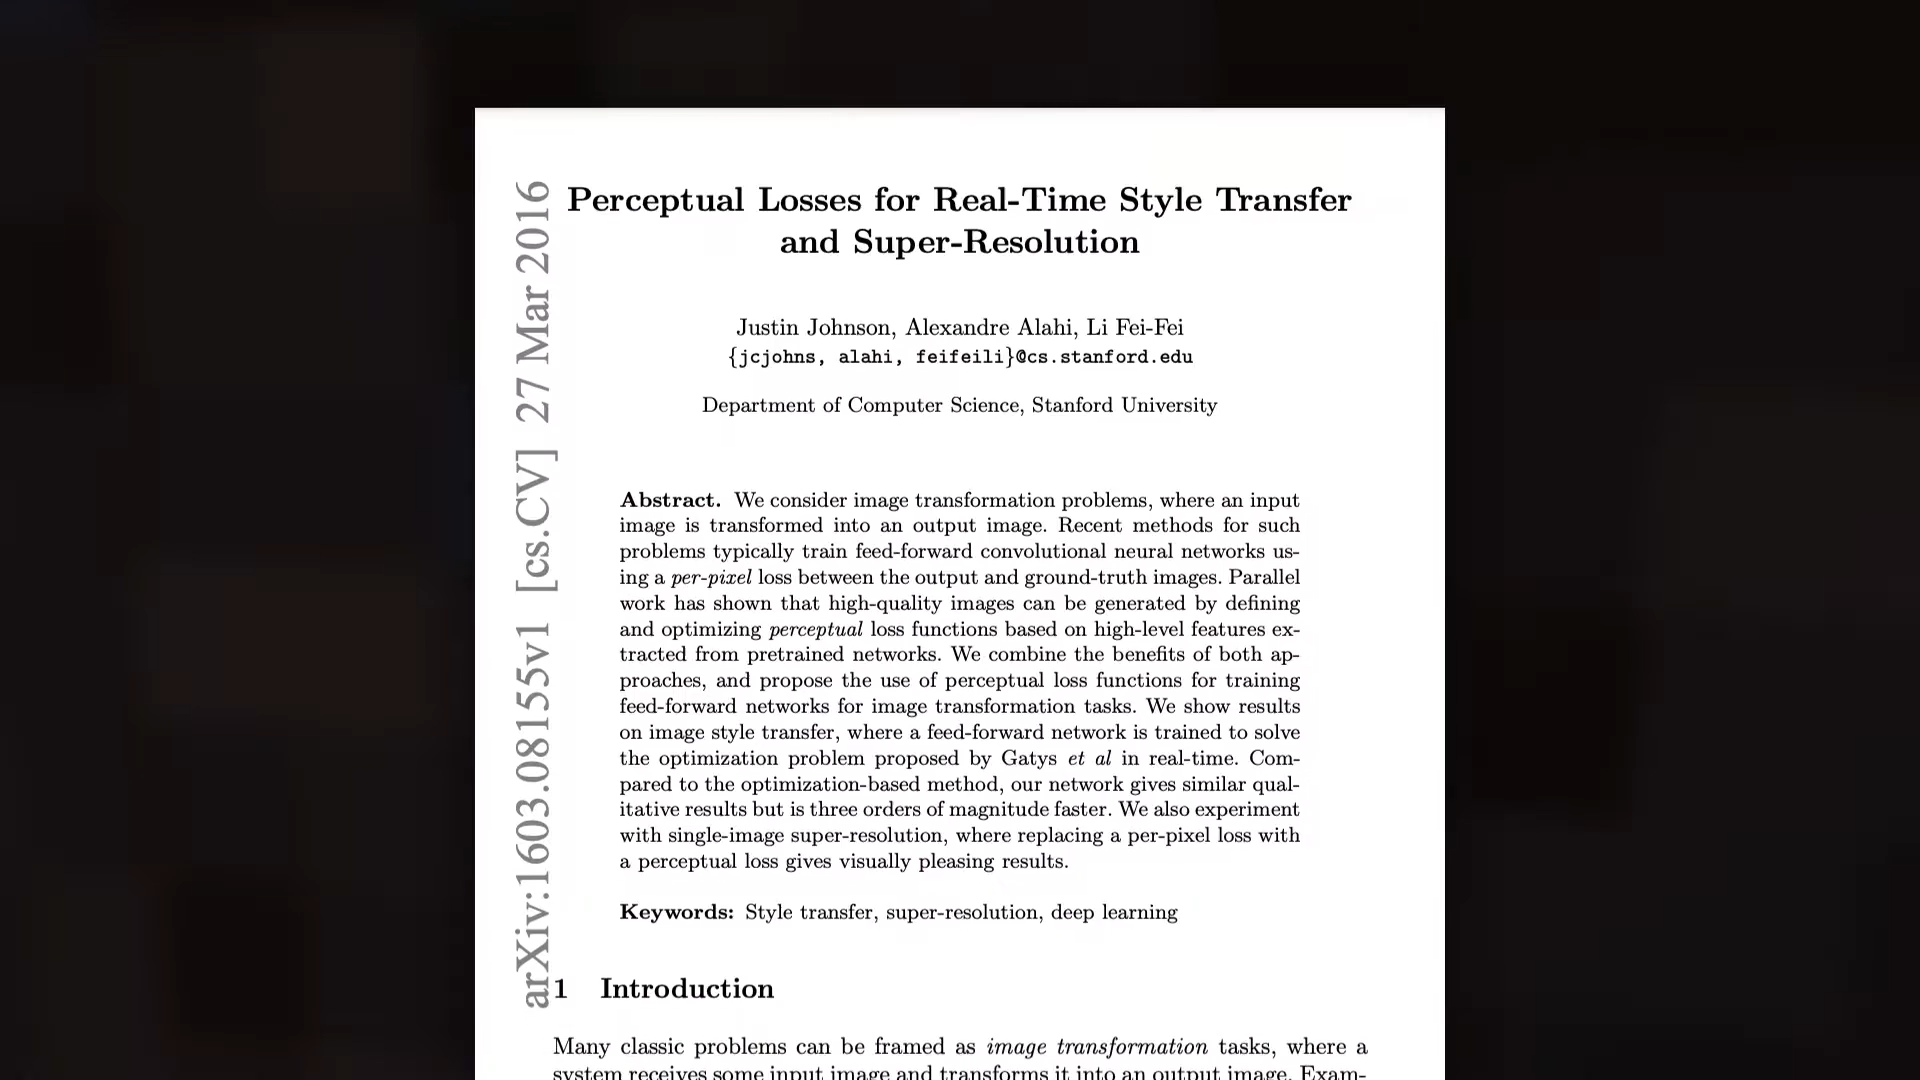 Perceptual Losses for Real-Time Style Transfer
and Super-Resolution
Justin Johnson, Alexandre Alahi, Li Fei-Fei
{jcjohns, alahi, feifeili}@cs.stanford.edu
Department of Computer Science, Stanford University
arXiv:1603.08155v1 [cs.CV] 27 Mar 2016
Abstract. We consider image transformation problems, where an input
image is transformed into an output image. Recent methods for such
problems typically train feed-forward convolutional neural networks us-
ing a per-pixel loss between the output and ground-truth images. Parallel
work has shown that high-quality images can be generated by defining
and optimizing perceptual loss functions based on high-level features ex-
tracted from pretrained networks. We combine the benefits of both ap-
proaches, and propose the use of perceptual loss functions for training
feed-forward networks for image transformation tasks. We show results
on image style transfer, where a feed-forward network is trained to solve
the optimization problem proposed by Gatys et al in real-time. Com-
pared to the optimization-based method, our network gives similar qual-
itative results but is three orders of magnitude faster. We also experiment
with single-image super-resolution, where replacing a per-pixel loss with
a perceptual loss gives visually pleasing results.
Keywords: Style transfer, super-resolution, deep learning
1 Introduction
Many classic problems can be framed as image transformation tasks, where a
system receives some input image and transforms it into an output image. Exam-